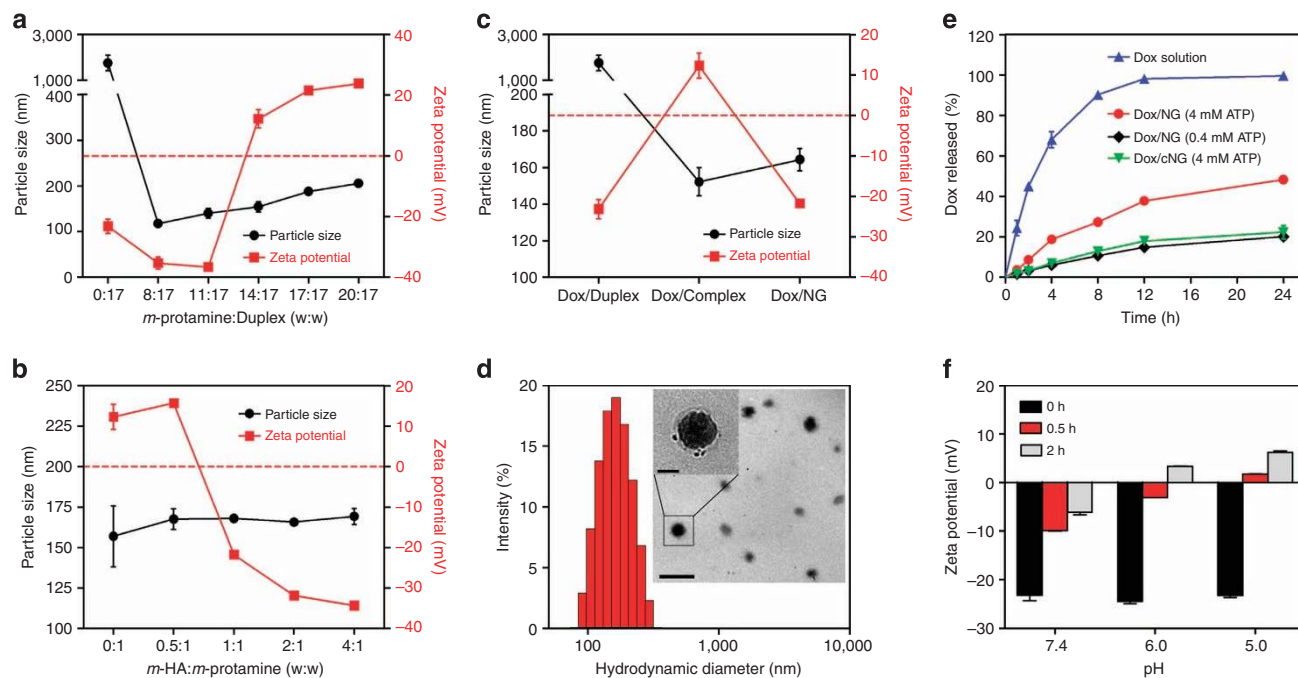 a
3,000
1,000
400
300
200
100
0
Particle size (nm)
40
20
0
−20
−40
Zeta potential (mV)
Particle size
Zeta potential
0:17 8:17 11:17 14:17 17:17 20:17
m-protamine:Duplex (w:w)
c
3,000
1,000
200
180
160
140
120
100
Particle size (nm)
20
10
0
−10
−20
−30
−40
Zeta potential (mV)
Particle size
Zeta potential
Dox/Duplex Dox/Complex Dox/NG
e
120
100
80
60
40
20
0
Dox released (%)
Dox solution
Dox/NG (4 mM ATP)
Dox/NG (0.4 mM ATP)
Dox/cNG (4 mM ATP)
0 4 8 12 16 20 24
Time (h)
b
250
225
200
175
150
125
100
Particle size (nm)
20
10
0
−10
−20
−30
−40
Zeta potential (mV)
Particle size
Zeta potential
0:1 0.5:1 1:1 2:1 4:1
m-HA:m-protamine (w:w)
d
20
15
10
5
0
Intensity (%)
100 1,000 10,000
Hydrodynamic diameter (nm)
f
20
10
0
−10
−20
−30
Zeta potential (mV)
0 h
0.5 h
2 h
7.4 6.0 5.0
pH